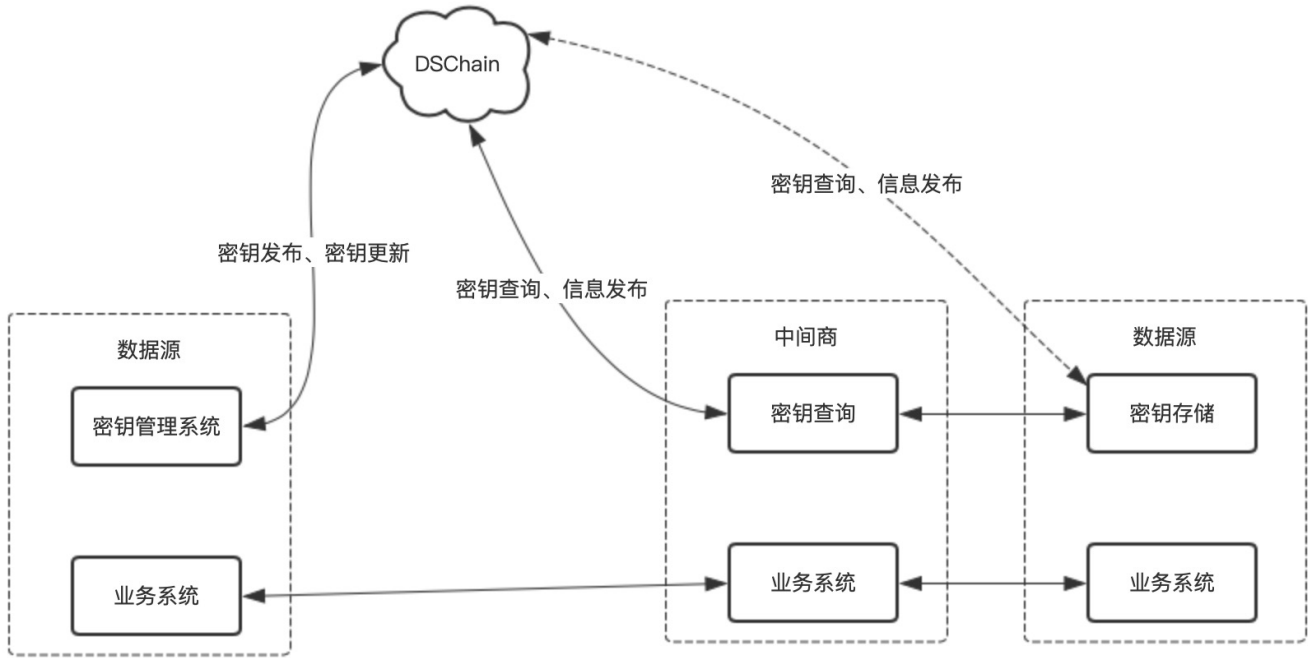 DSChain
密钥查询、信息发布
密钥发布、密钥更新
密钥查询、信息发布
数据源
中间商
数据源
密钥管理系统
密钥查询
密钥存储
业务系统
业务系统
业务系统